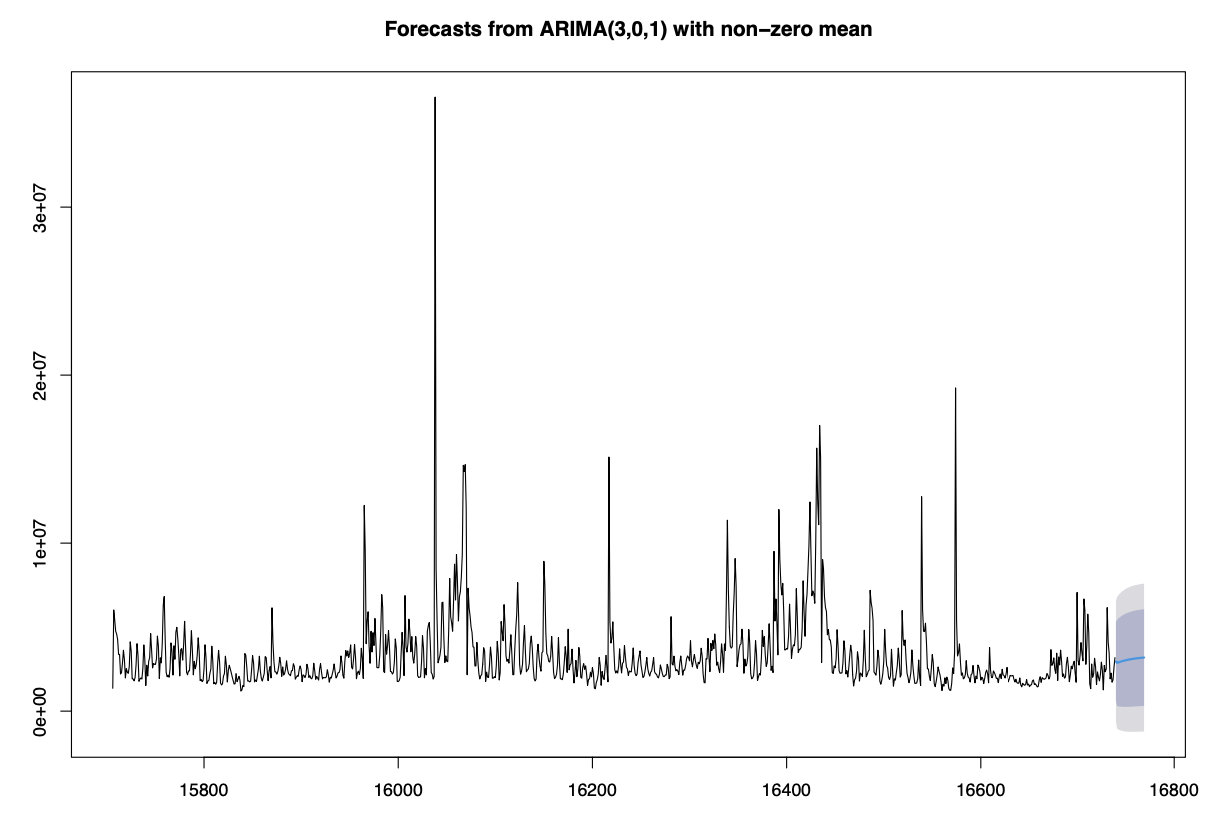 Forecasts from ARIMA(3,0,1) with non−zero mean
3e+07
2e+07
1e+07
0e+00
15800 16000 16200 16400 16600 16800